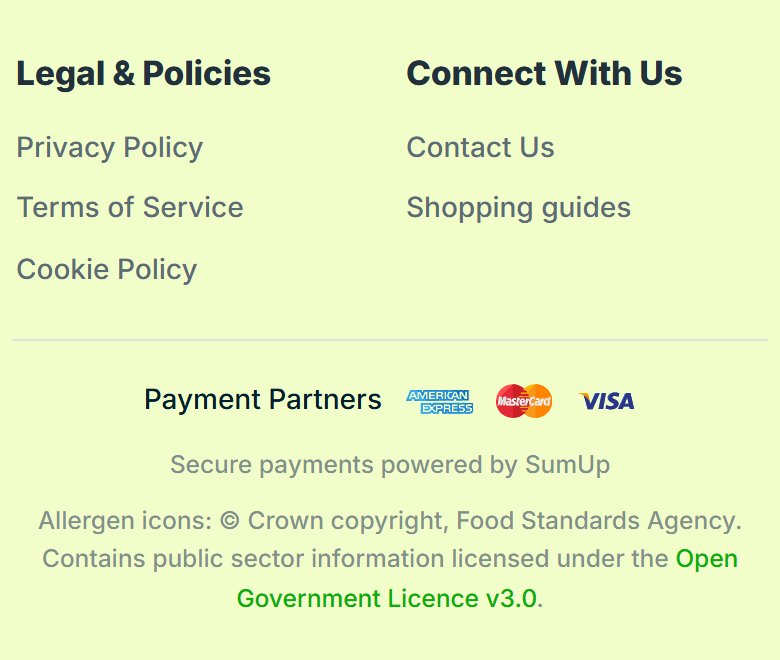 Legal & Policies
Privacy Policy
Terms of Service
Cookie Policy
Connect With Us
Contact Us
Shopping guides
Payment Partners AMERICAN EXPRESS MasterCard VISA
Secure payments powered by SumUp
Allergen icons: © Crown copyright, Food Standards Agency.
Contains public sector information licensed under the Open
Government Licence v3.0.